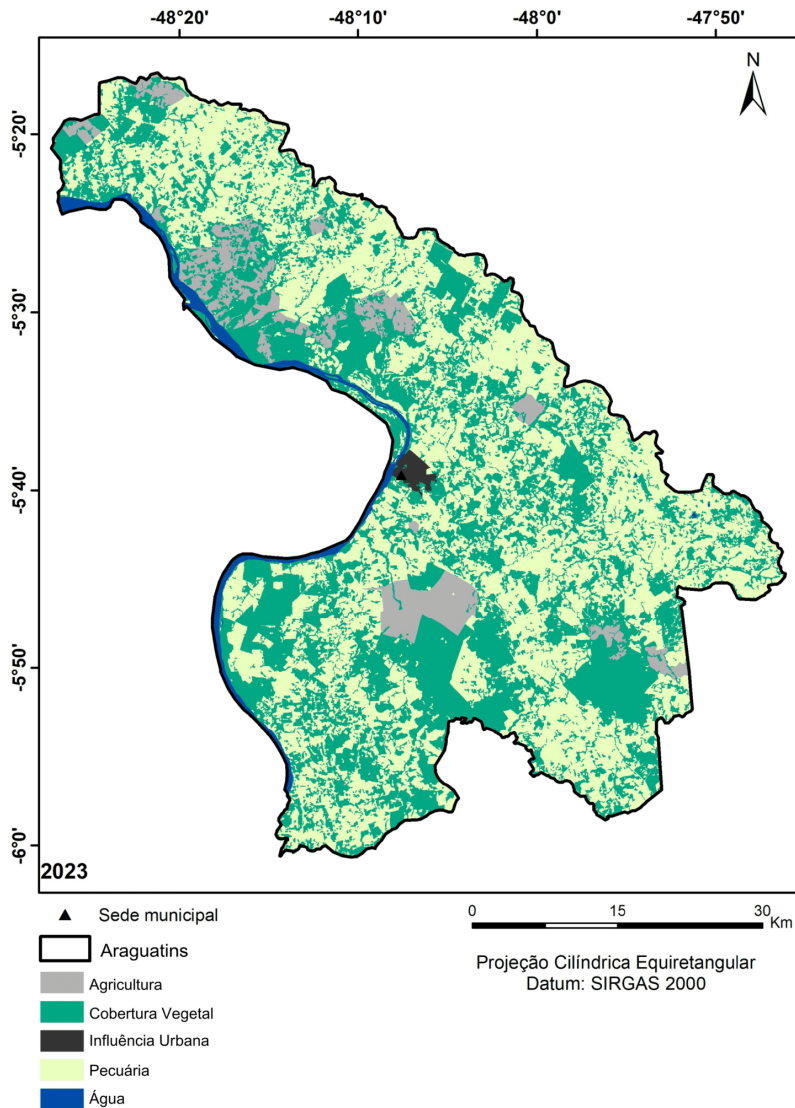 -48°20' -48°10' -48°0' -47°50'
N
-5°20'
-5°30'
-5°40'
-5°50'
-6°0'
2023
Sede municipal
Araguatins
Agricultura
Cobertura Vegetal
Influência Urbana
Pecuária
Água
0 15 30
Km
Projeção Cilíndrica Equiretangular
Datum: SIRGAS 2000